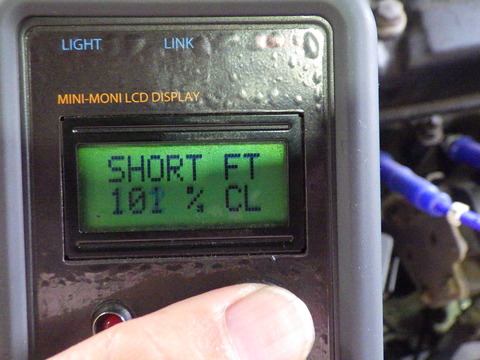 LIGHT LINK
MINI-MONI LCD DISPLAY
SHORT FT
101 % CL